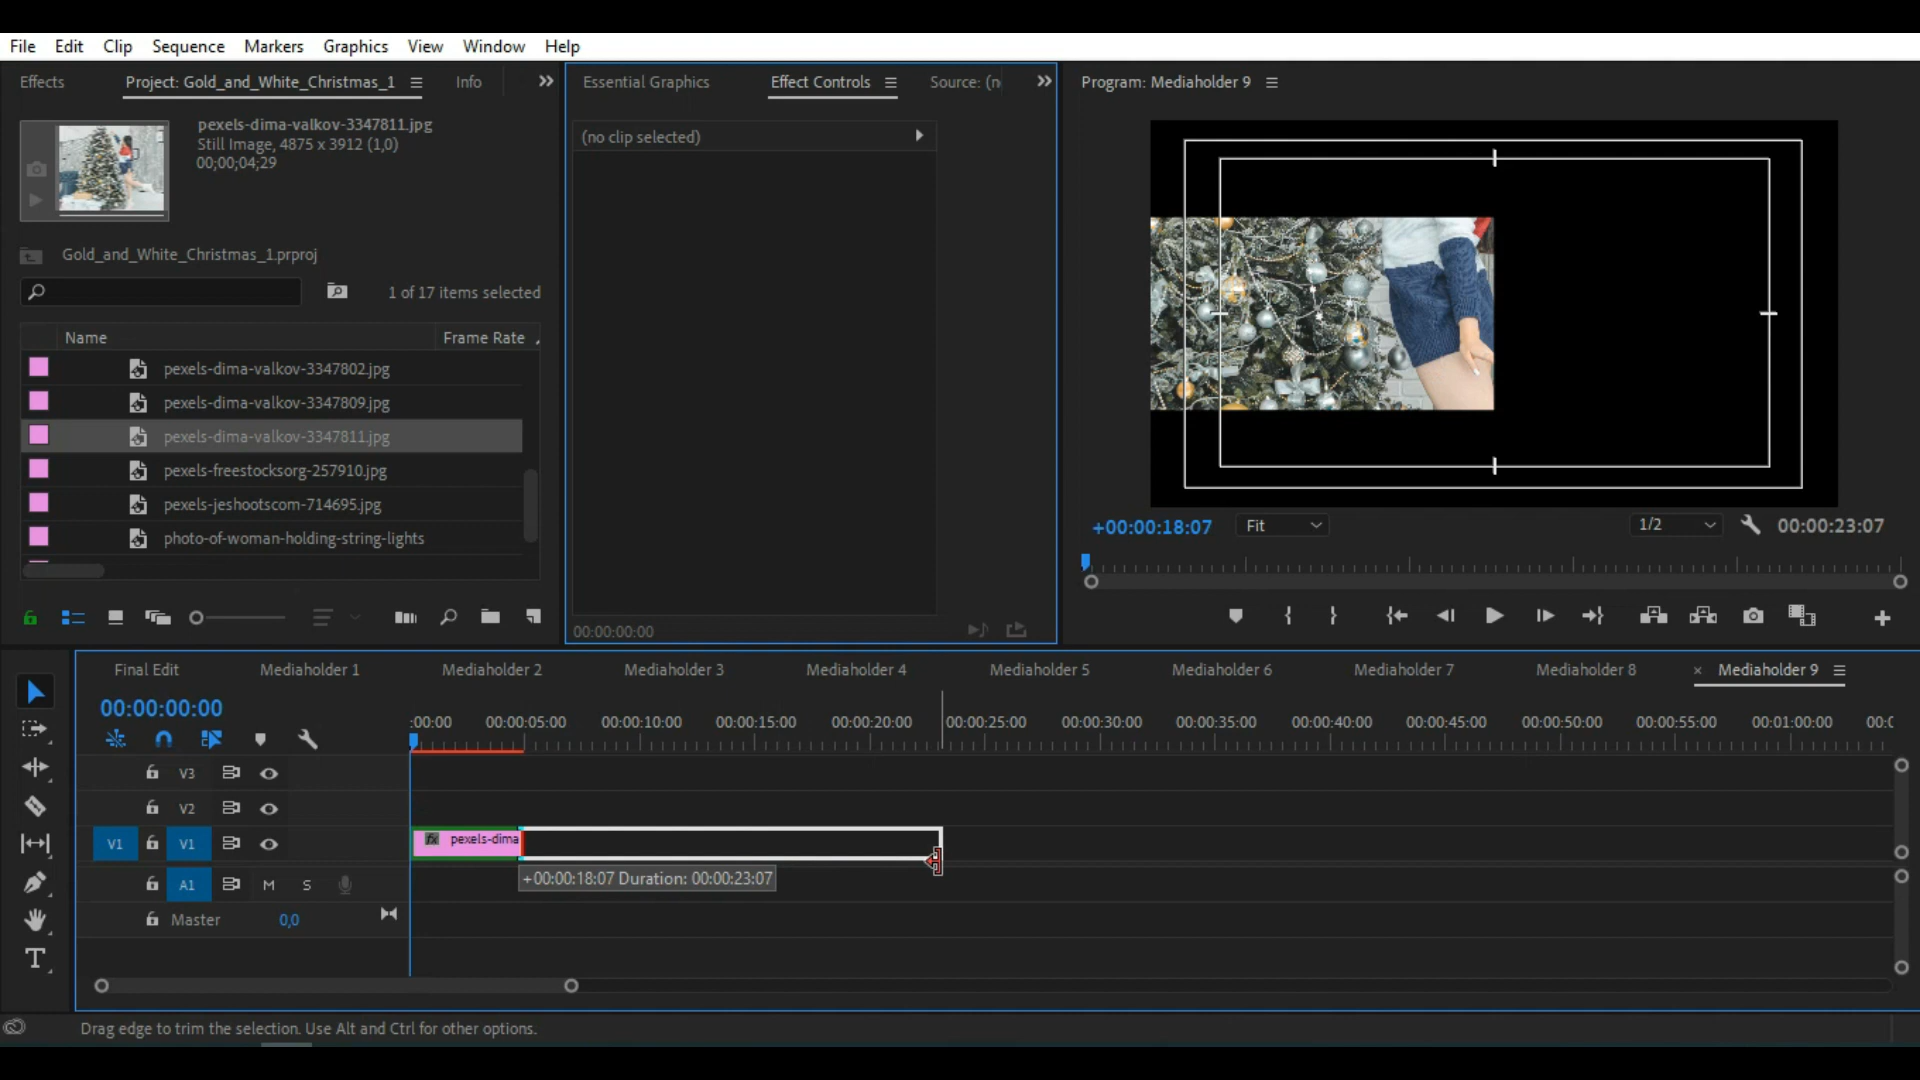 File Edit Clip Sequence Markers Graphics View Window Help
Effects Project: Gold_and_White_Christmas_1 Info
Essential Graphics Effect Controls Source: (n
Program: Mediaholder 9
pexels-dima-valkov-3347811.jpg
Still Image, 4875 x 3912 (1,0)
00;00;04;29
(no clip selected)
Gold_and_White_Christmas_1.prproj
1 of 17 items selected
Name Frame Rate
pexels-dima-valkov-3347802.jpg
pexels-dima-valkov-3347809.jpg
pexels-dima-valkov-3347811.jpg
pexels-freestocksorg-257910.jpg
pexels-jeshootscom-714695.jpg
photo-of-woman-holding-string-lights
+00:00:18:07 Fit 1/2 00:00:23:07
00:00:00:00
Final Edit Mediaholder 1 Mediaholder 2 Mediaholder 3 Mediaholder 4 Mediaholder 5 Mediaholder 6 Mediaholder 7 Mediaholder 8 × Mediaholder 9
00:00:00:00
:00:00 00:00:05:00 00:00:10:00 00:00:15:00 00:00:20:00 00:00:25:00 00:00:30:00 00:00:35:00 00:00:40:00 00:00:45:00 00:00:50:00 00:00:55:00 00:01:00:00 00:0
V3
V2
V1 V1 fx pexels-dima
A1 M S
+00:00:18:07 Duration: 00:00:23:07
Master 0,0
T
Drag edge to trim the selection. Use Alt and Ctrl for other options.